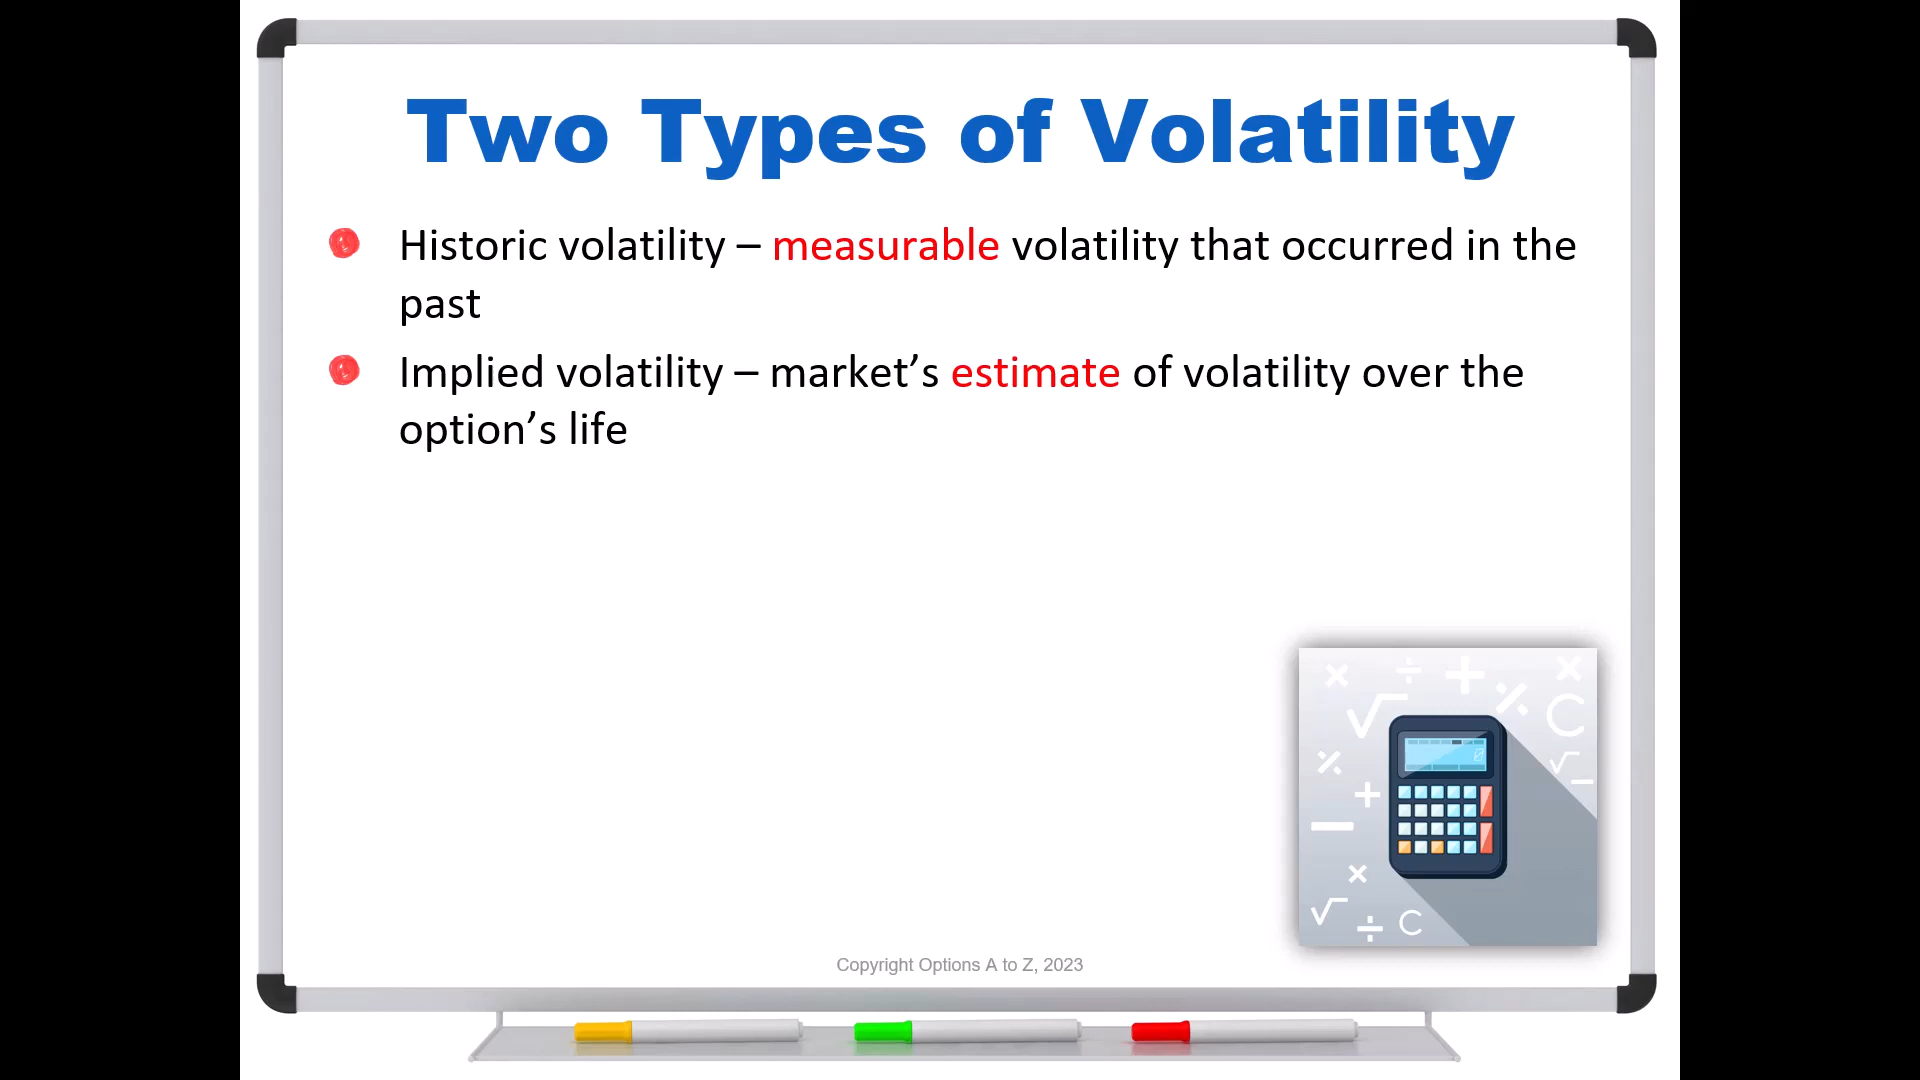 Two Types of Volatility
Historic volatility – measurable volatility that occurred in the
past
Implied volatility – market’s estimate of volatility over the
option’s life
Copyright Options A to Z, 2023